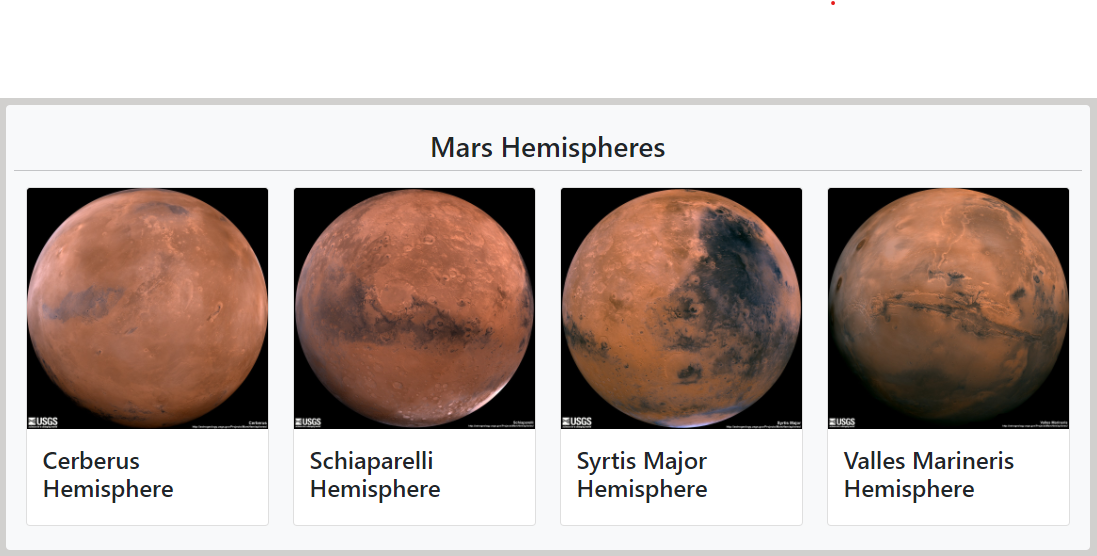 Mars Hemispheres
USGS
Cerberus
USGS
Schiaparelli
USGS
Syrtis Major
USGS
Valles Marineris
Cerberus
Hemisphere
Schiaparelli
Hemisphere
Syrtis Major
Hemisphere
Valles Marineris
Hemisphere